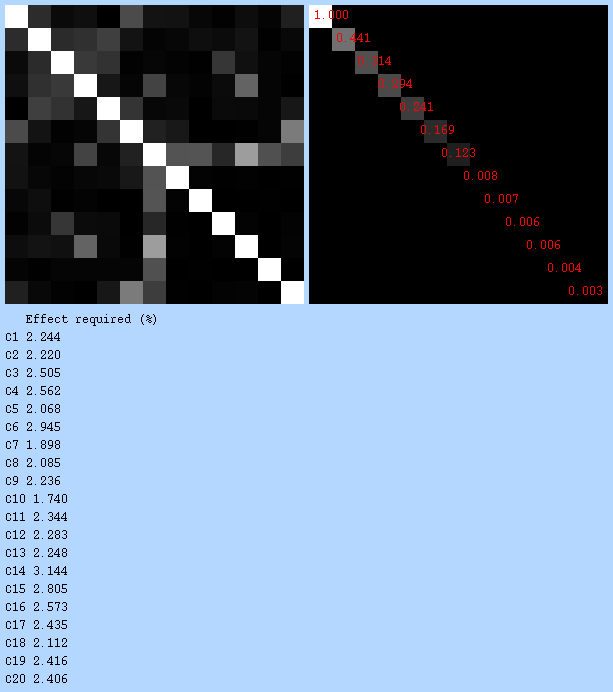 1.000
0.441
0.314
94
0.241
0.169
0.123
0.008
0.007
0.006
0.006
0.004
0.003
Effect required (%)
C1 2.244
C2 2.220
C3 2.505
C4 2.562
C5 2.068
C6 2.945
C7 1.898
C8 2.085
C9 2.236
C10 1.740
C11 2.344
C12 2.283
C13 2.248
C14 3.144
C15 2.805
C16 2.573
C17 2.435
C18 2.112
C19 2.416
C20 2.406